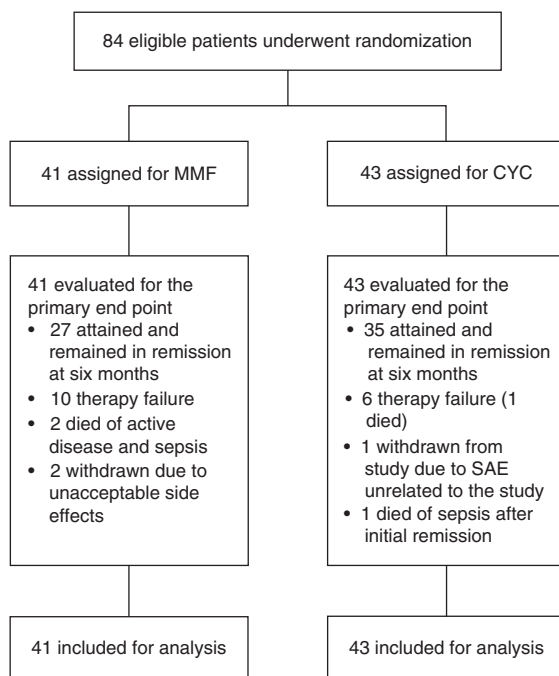 84 eligible patients underwent randomization
41 assigned for MMF
43 assigned for CYC
41 evaluated for the
primary end point
• 27 attained and
remained in remission
at six months
• 10 therapy failure
• 2 died of active
disease and sepsis
• 2 withdrawn due to
unacceptable side
effects
43 evaluated for the
primary end point
• 35 attained and
remained in remission
at six months
• 6 therapy failure (1
died)
• 1 withdrawn from
study due to SAE
unrelated to the study
• 1 died of sepsis after
initial remission
41 included for analysis
43 included for analysis